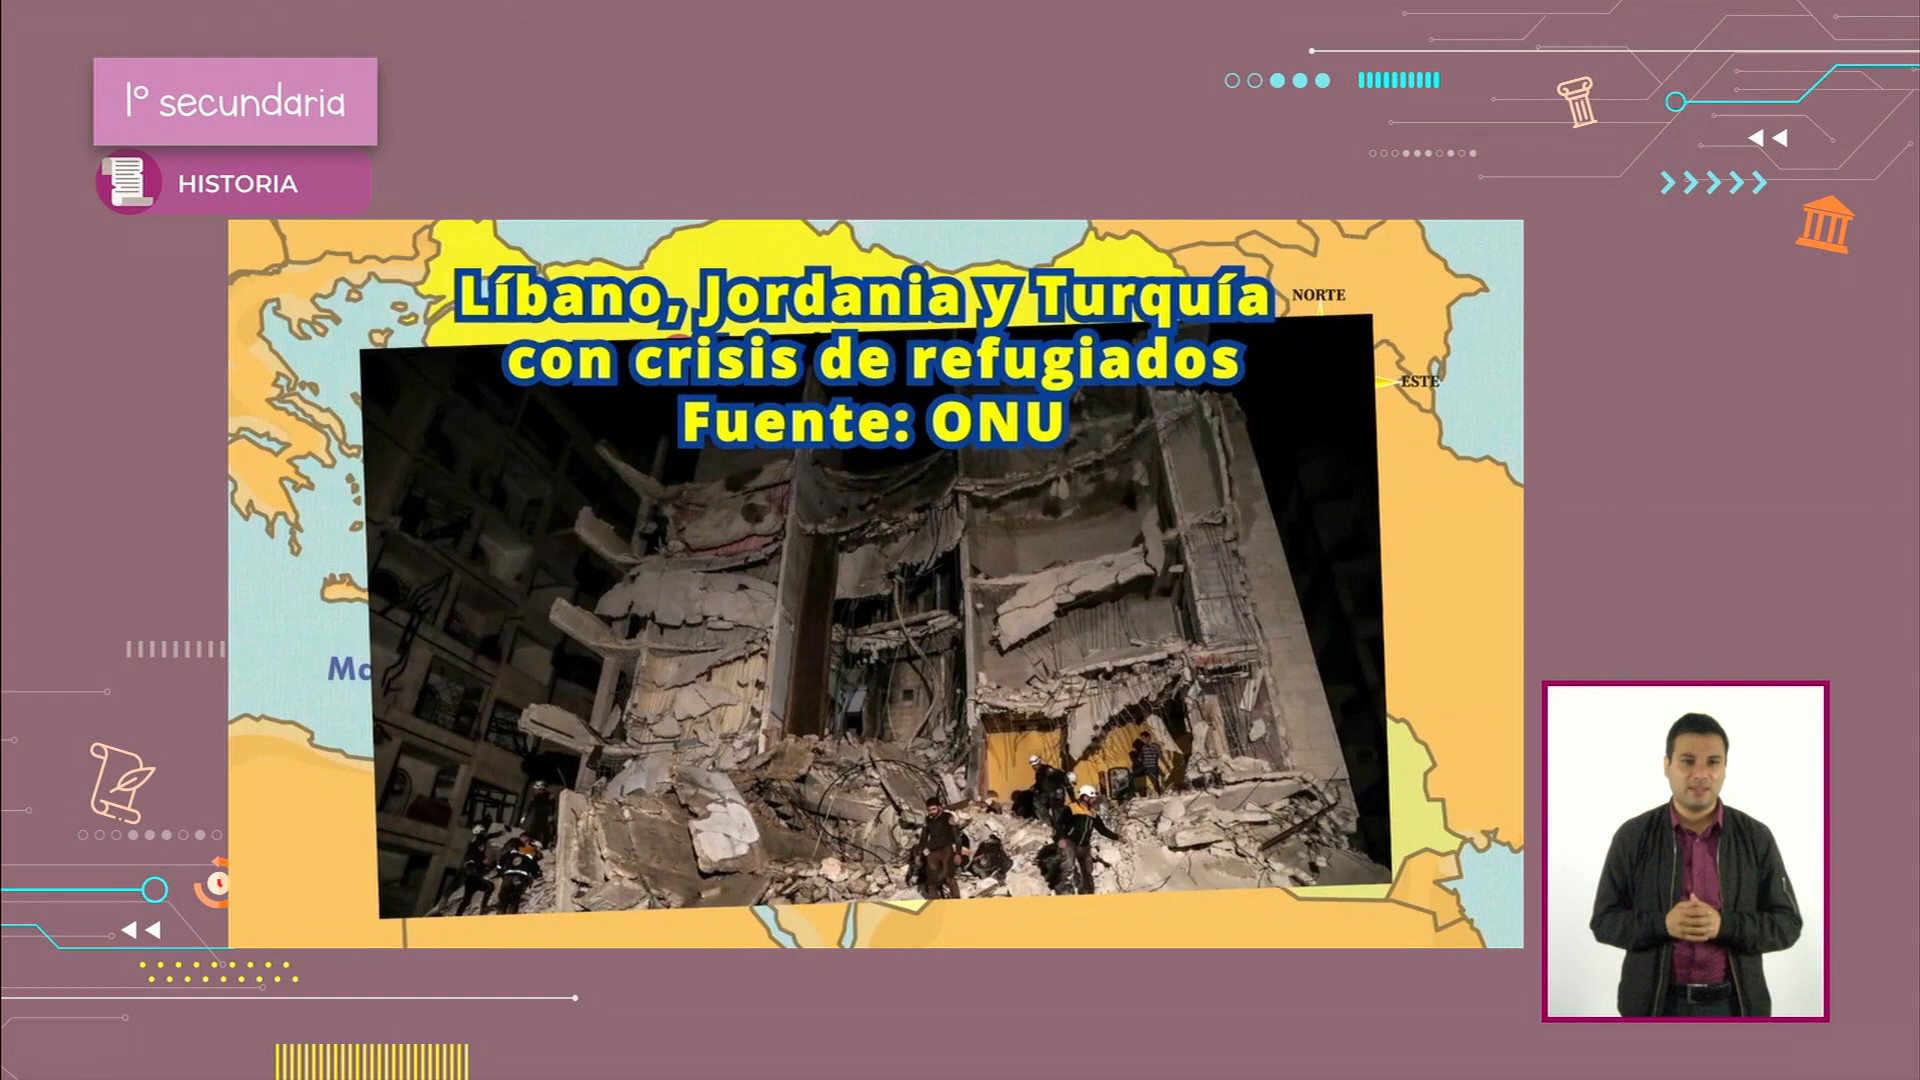 1° secundaria
HISTORIA
Líbano, Jordania y Turquía
con crisis de refugiados
Fuente: ONU
NORTE
ESTE